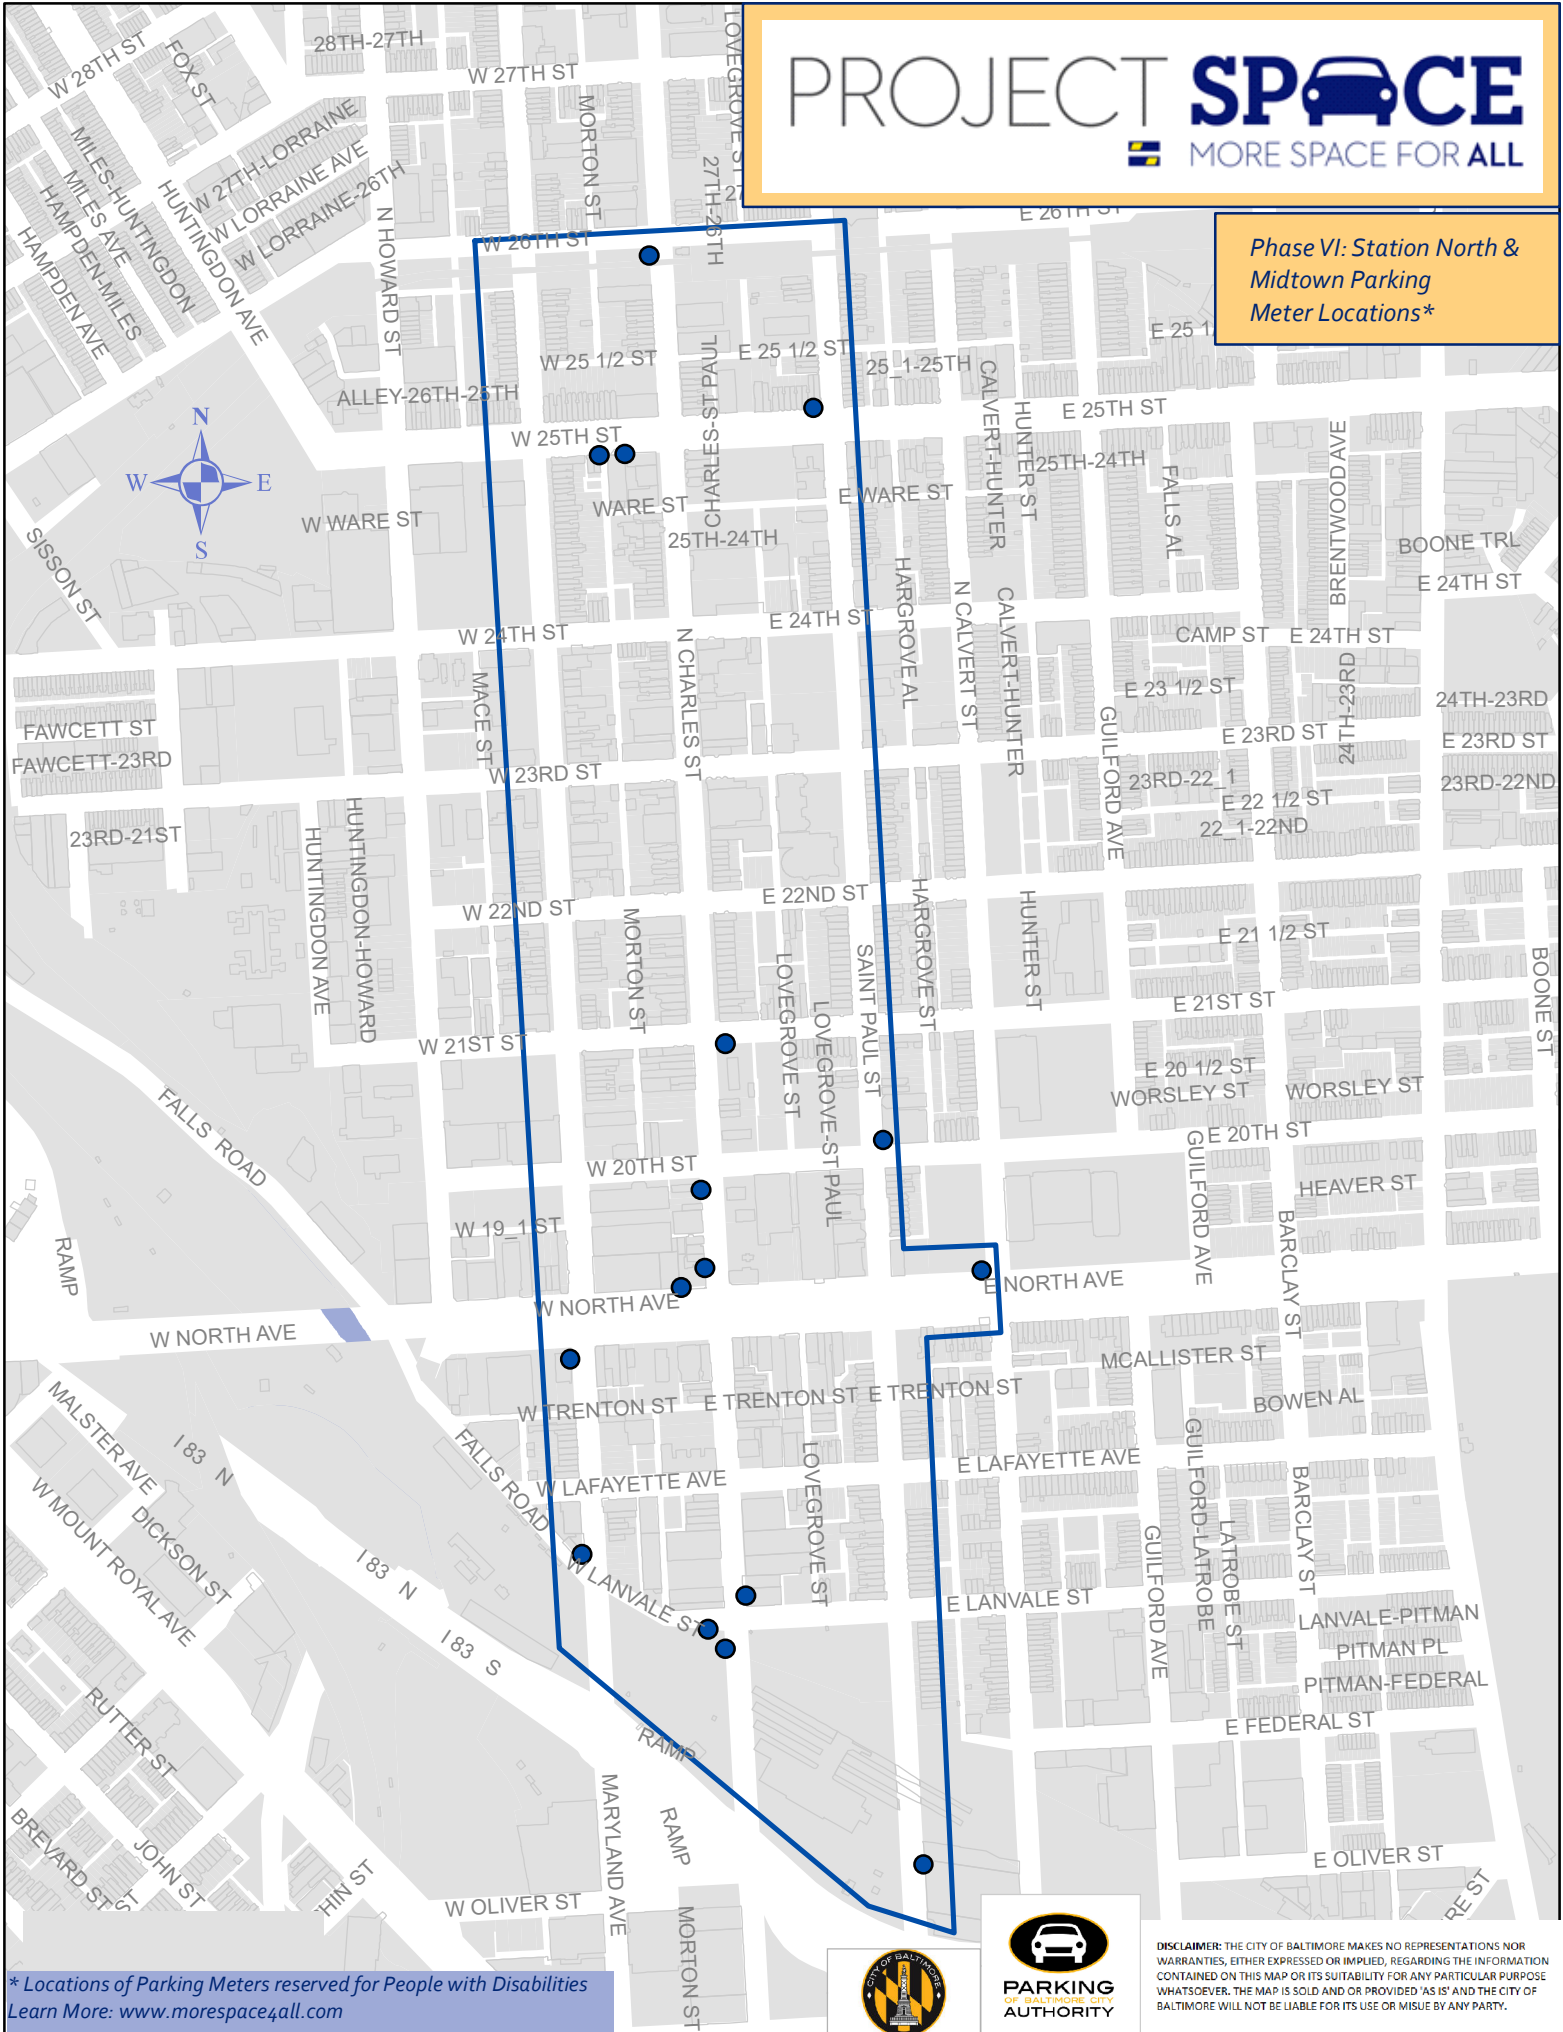 PROJECT SPACE
MORE SPACE FOR ALL
Phase VI: Station North &
Midtown Parking
Meter Locations*
28TH-27TH
W 28TH ST
FOX ST
W 27TH ST
MORTON ST
27TH-26TH
E 26TH ST
MILES-HUNTINGDON
MILES AVE
HAMPDEN-MILES
HAMPDEN AVE
HUNTINGDON AVE
W 27TH-LORRAINE
W LORRAINE AVE
W LORRAINE-26TH
N HOWARD ST
W 26TH ST
W 25 1/2 ST
E 25 1/2 ST
25_1-25TH
E 25 1/
ALLEY-26TH-25TH
CHARLES-ST PAUL
CALVERT-HUNTER
HUNTER ST
E 25TH ST
W 25TH ST
N
W
E
S
25TH-24TH
FALLS AL
BRENTWOOD AVE
W WARE ST
WARE ST
E WARE ST
25TH-24TH
BOONE TRL
E 24TH ST
SISSON ST
HARGROVE AL
N CALVERT ST
CALVERT-HUNTER
W 24TH ST
E 24TH ST
CAMP ST
E 24TH ST
MACE ST
N CHARLES ST
E 23 1/2 ST
24TH-23RD
24TH-23RD
GUILFORD AVE
FAWCETT ST
FAWCETT-23RD
E 23RD ST
E 23RD ST
W 23RD ST
23RD-22_1
23RD-22ND
E 22 1/2 ST
22_1-22ND
23RD-21ST
HUNTINGDON AVE
HUNTINGDON-HOWARD
E 22ND ST
W 22ND ST
MORTON ST
LOVEGROVE ST
LOVEGROVE-ST PAUL
SAINT PAUL ST
HARGROVE ST
HUNTER ST
E 21 1/2 ST
E 21ST ST
BOONE ST
W 21ST ST
E 20 1/2 ST
WORSLEY ST
WORSLEY ST
FALLS ROAD
E 20TH ST
GUILFORD AVE
W 20TH ST
HEAVER ST
W 19_1 ST
BARCLAY ST
RAMP
E NORTH AVE
W NORTH AVE
W NORTH AVE
MCALLISTER ST
MALSTER AVE
W TRENTON ST
E TRENTON ST
E TRENTON ST
BOWEN AL
I 83 N
FALLS ROAD
LOVEGROVE ST
E LAFAYETTE AVE
GUILFORD-LATROBE
W LAFAYETTE AVE
W MOUNT ROYAL AVE
DICKSON ST
BARCLAY ST
GUILFORD AVE
LATROBE ST
I 83 N
W LANVALE ST
E LANVALE ST
LANVALE-PITMAN
I 83 S
PITMAN PL
PITMAN-FEDERAL
RUTTER ST
E FEDERAL ST
RAMP
MARYLAND AVE
RAMP
BREVARD ST
ST
JOHN ST
HIN ST
E OLIVER ST
W OLIVER ST
RE ST
MORTON ST
* Locations of Parking Meters reserved for People with Disabilities
Learn More: www.morespace4all.com
CITY OF BALTIMORE
1797
PARKING
OF BALTIMORE CITY
AUTHORITY
DISCLAIMER: THE CITY OF BALTIMORE MAKES NO REPRESENTATIONS NOR
WARRANTIES, EITHER EXPRESSED OR IMPLIED, REGARDING THE INFORMATION
CONTAINED ON THIS MAP OR ITS SUITABILITY FOR ANY PARTICULAR PURPOSE
WHATSOEVER. THE MAP IS SOLD AND OR PROVIDED 'AS IS' AND THE CITY OF
BALTIMORE WILL NOT BE LIABLE FOR ITS USE OR MISUE BY ANY PARTY.